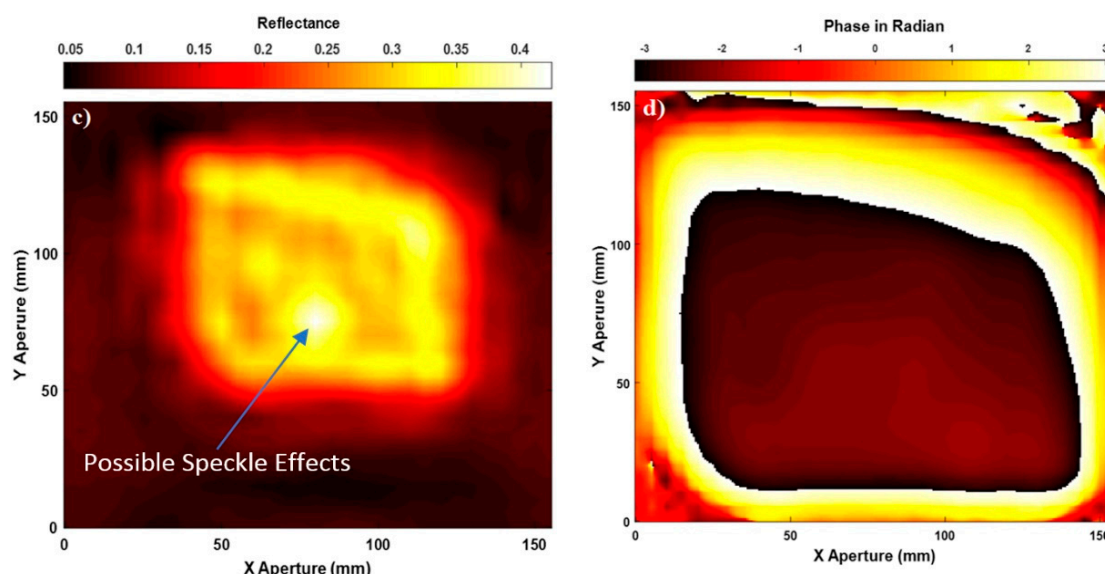 Reflectance
0.05 0.1 0.15 0.2 0.25 0.3 0.35 0.4
c)
150
100
50
0
Y Aperure (mm)
Possible Speckle Effects
0 50 100 150
X Aperture (mm)
Phase in Radian
-3 -2 -1 0 1 2 3
d)
150
100
50
0
Y Aperure (mm)
0 50 100 150
X Aperture (mm)